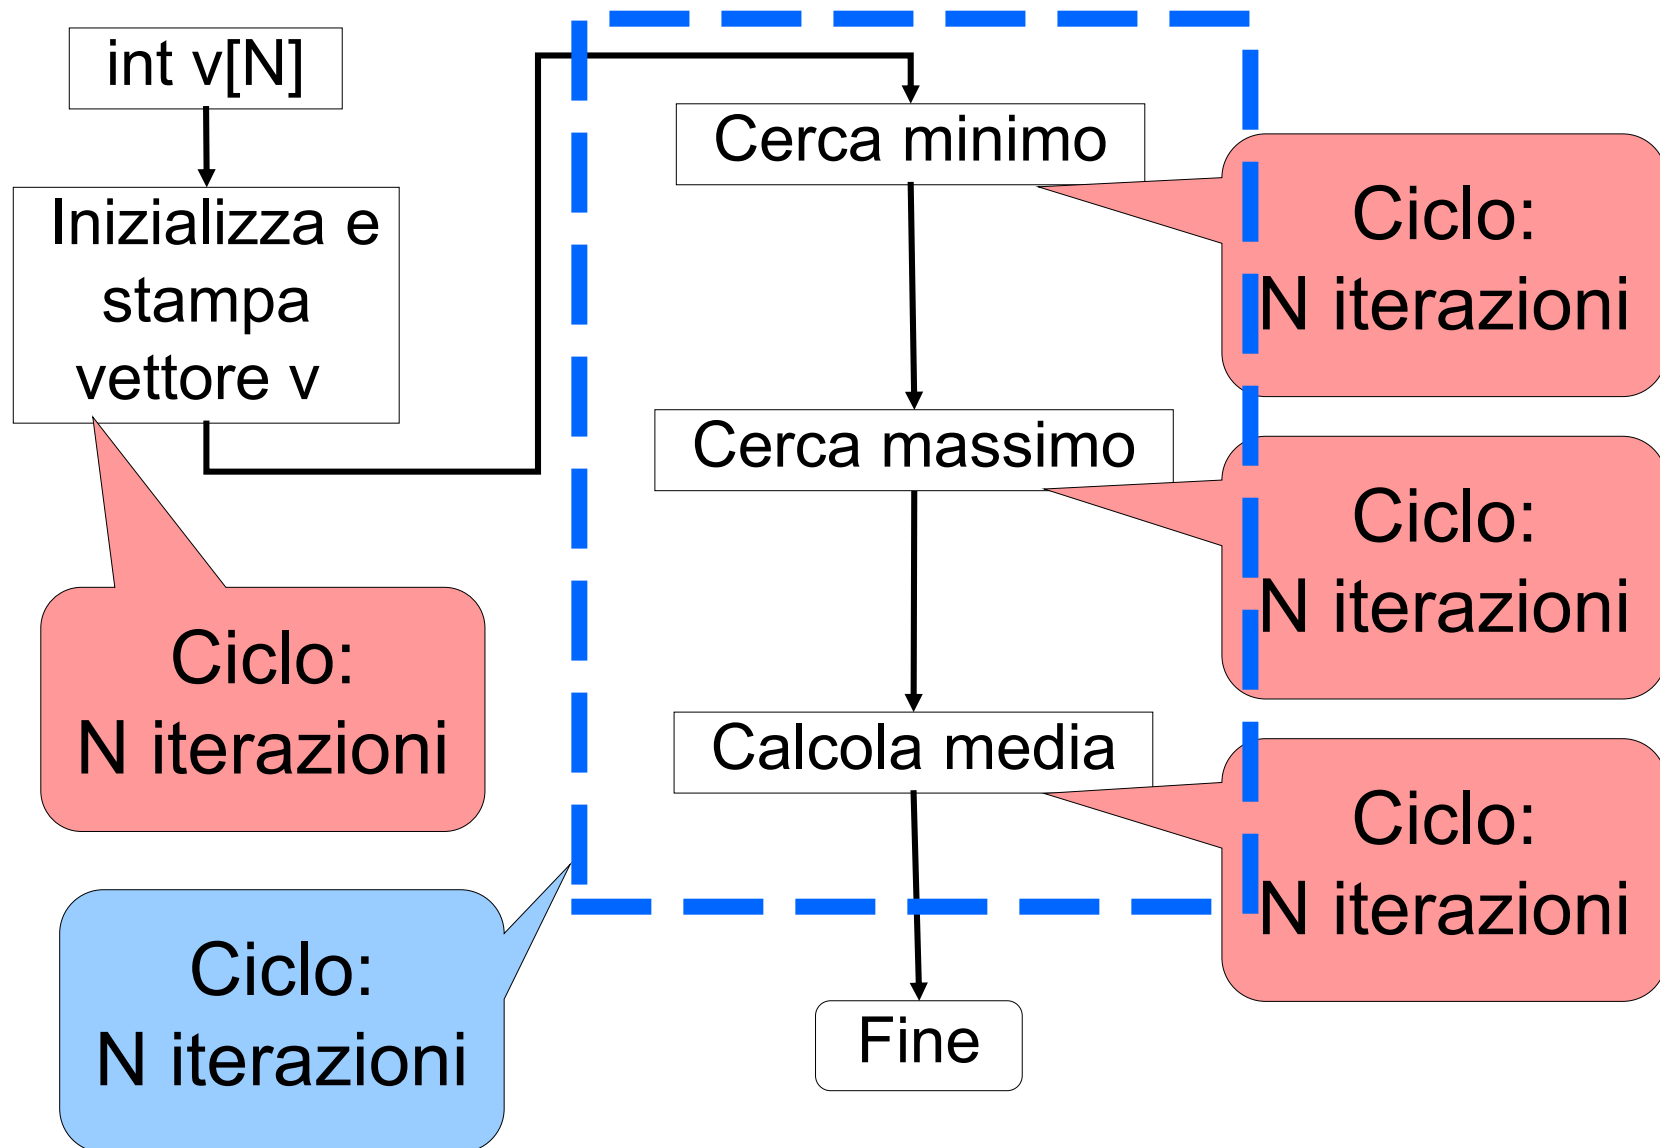 int v[N]
Inizializza e
stampa
vettore v
Ciclo:
N iterazioni
Ciclo:
N iterazioni
Cerca minimo
Ciclo:
N iterazioni
Cerca massimo
Ciclo:
N iterazioni
Calcola media
Ciclo:
N iterazioni
Fine